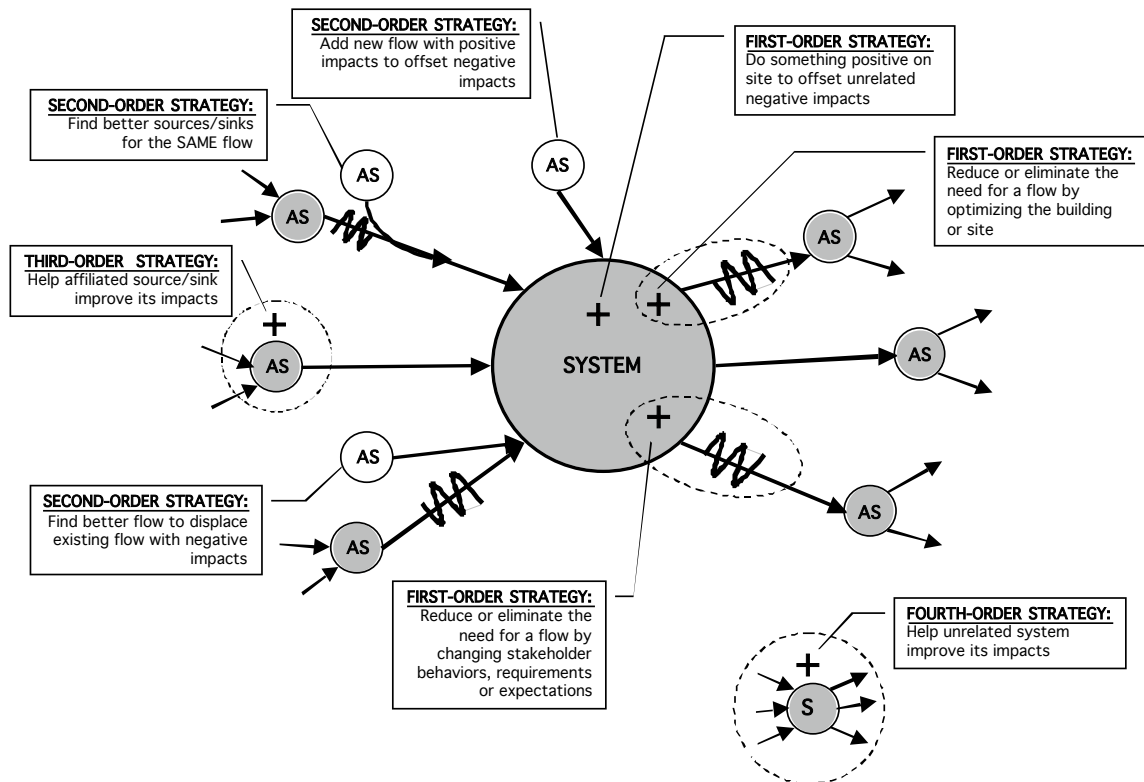 SECOND-ORDER STRATEGY:
Add new flow with positive
impacts to offset negative
impacts
FIRST-ORDER STRATEGY:
Do something positive on
site to offset unrelated
negative impacts
SECOND-ORDER STRATEGY:
Find better sources/sinks
for the SAME flow
FIRST-ORDER STRATEGY:
Reduce or eliminate the
need for a flow by
optimizing the building
or site
AS
AS
AS
AS
THIRD-ORDER STRATEGY:
Help affiliated source/sink
improve its impacts
+
+
+
AS
SYSTEM
AS
+
AS
SECOND-ORDER STRATEGY:
Find better flow to displace
existing flow with negative
impacts
AS
AS
FIRST-ORDER STRATEGY:
Reduce or eliminate the
need for a flow by
changing stakeholder
behaviors, requirements
or expectations
FOURTH-ORDER STRATEGY:
Help unrelated system
improve its impacts
+
S